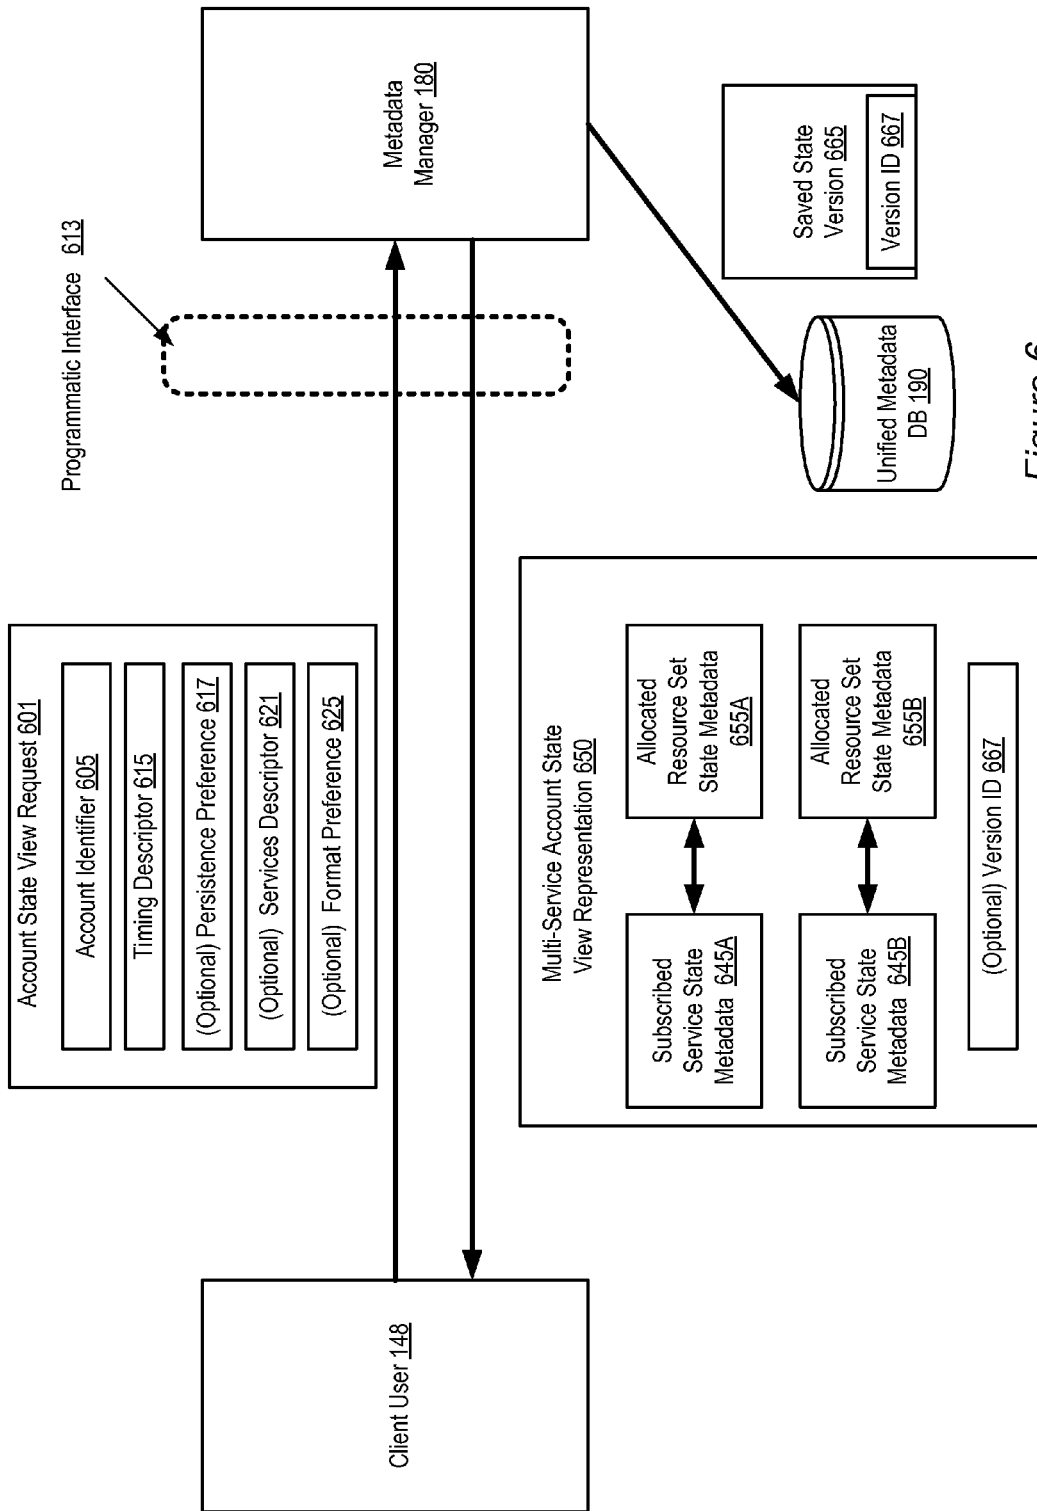 Account State View Request 601
Account Identifier 605
Timing Descriptor 615
(Optional) Persistence Preference 617
(Optional) Services Descriptor 621
(Optional) Format Preference 625
Programmatic Interface 613
Client User 148
Metadata
Manager 180
Multi-Service Account State
View Representation 650
Subscribed
Service State
Metadata 645A
Allocated
Resource Set
State Metadata
655A
Subscribed
Service State
Metadata 645B
Allocated
Resource Set
State Metadata
655B
(Optional) Version ID 667
Unified Metadata
DB 190
Saved State
Version 665
Version ID 667
Figure 6